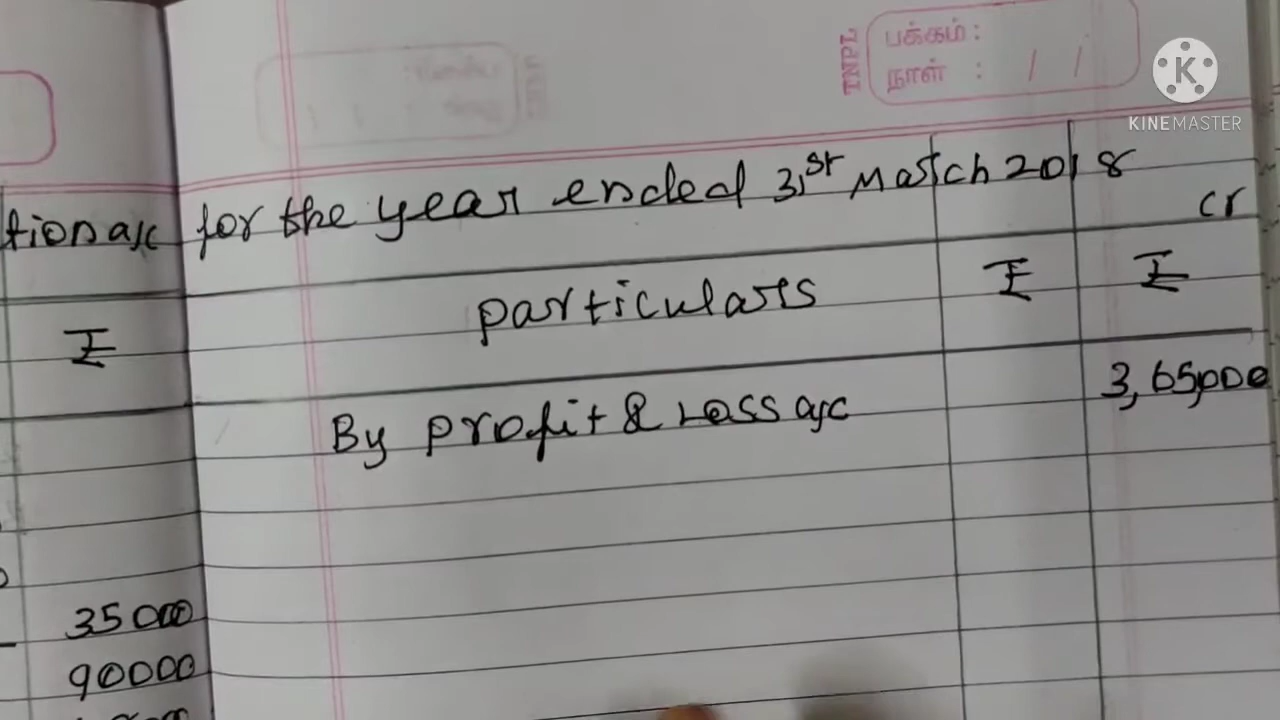 TNPL
பக்கம் :
நாள் : / /
KINEMASTER
tion a/c for the year ended 31st March 2018
cr
₹ particulars ₹ ₹
By profit & Loss a/c 3,65,000
35000
90000